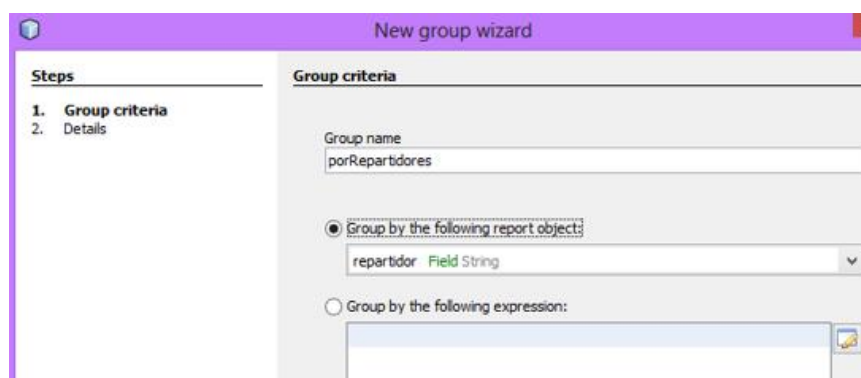 New group wizard
Steps
1. Group criteria
2. Details
Group criteria
Group name
porRepartidores
Group by the following report object:
repartidor Field String
Group by the following expression: